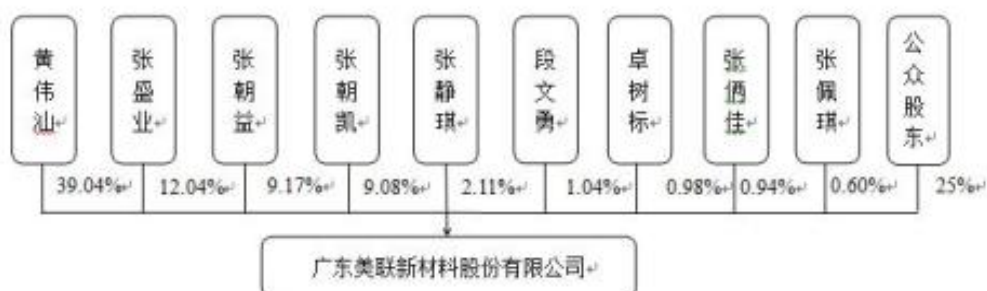 黄伟汕
张盛业
张朝益
张朝凯
张静琪
段文勇
卓树标
张俩佳
张佩琪
公众股东
39.04% 12.04% 9.17% 9.08% 2.11% 1.04% 0.98% 0.94% 0.60% 25%
广东美联新材料股份有限公司